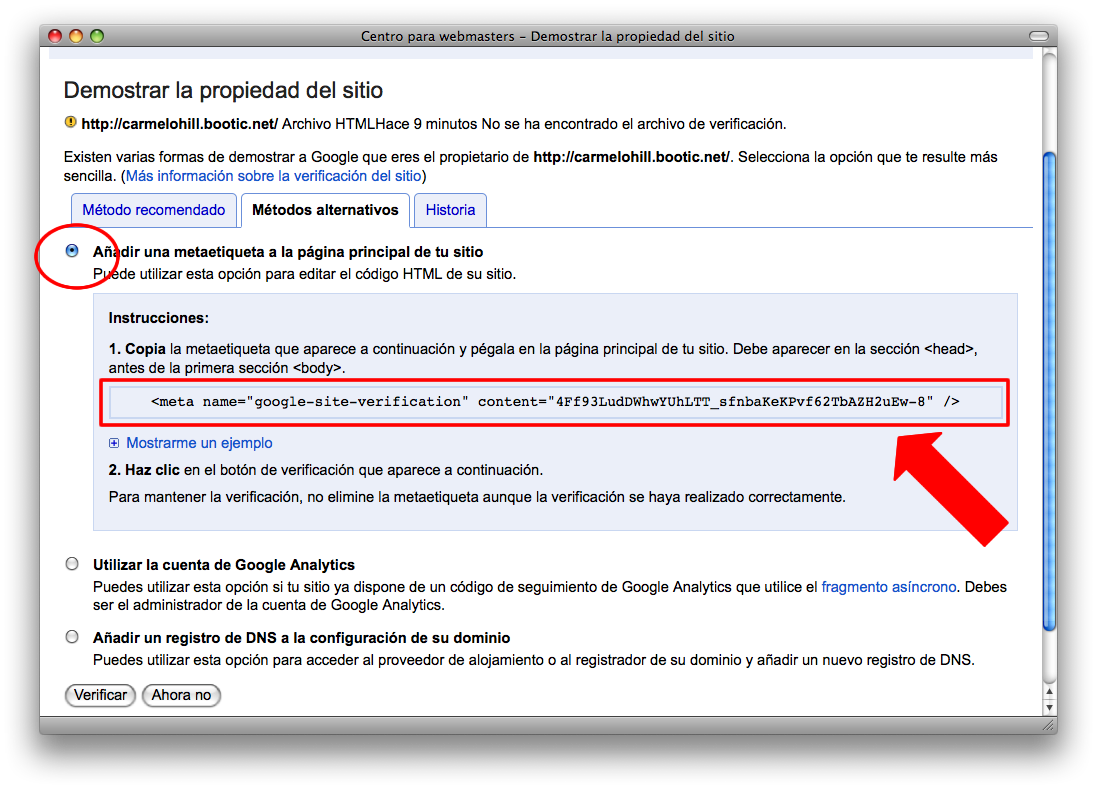 Centro para webmasters – Demostrar la propiedad del sitio
Demostrar la propiedad del sitio
http://carmelohill.bootic.net/ Archivo HTMLHace 9 minutos No se ha encontrado el archivo de verificación.
Existen varias formas de demostrar a Google que eres el propietario de http://carmelohill.bootic.net/. Selecciona la opción que te resulte más
sencilla. (Más información sobre la verificación del sitio)
Método recomendado Métodos alternativos Historia
Añadir una metaetiqueta a la página principal de tu sitio
Puede utilizar esta opción para editar el código HTML de su sitio.
Instrucciones:
1. Copia la metaetiqueta que aparece a continuación y pégala en la página principal de tu sitio. Debe aparecer en la sección <head>,
antes de la primera sección <body>.
<meta name="google-site-verification" content="4Ff93LudDWhwYUhLTT_sfnbaKeKPvf62TbAZH2uEw-8" />
Mostrarme un ejemplo
2. Haz clic en el botón de verificación que aparece a continuación.
Para mantener la verificación, no elimine la metaetiqueta aunque la verificación se haya realizado correctamente.
Utilizar la cuenta de Google Analytics
Puedes utilizar esta opción si tu sitio ya dispone de un código de seguimiento de Google Analytics que utilice el fragmento asíncrono. Debes
ser el administrador de la cuenta de Google Analytics.
Añadir un registro de DNS a la configuración de su dominio
Puedes utilizar esta opción para acceder al proveedor de alojamiento o al registrador de su dominio y añadir un nuevo registro de DNS.
Verificar Ahora no